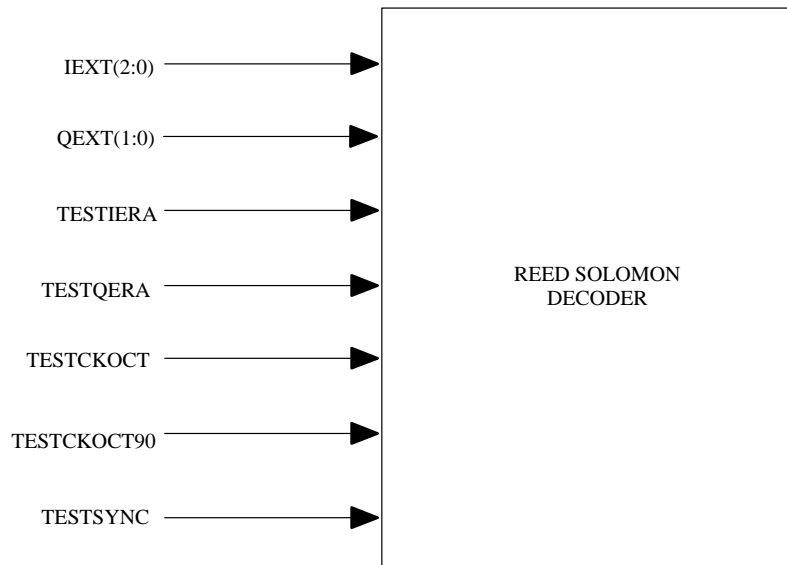 IEXT(2:0)
QEXT(1:0)
TESTIERA
TESTQERA
TESTCKOCT
TESTCKOCT90
TESTSYNC
REED SOLOMON
DECODER